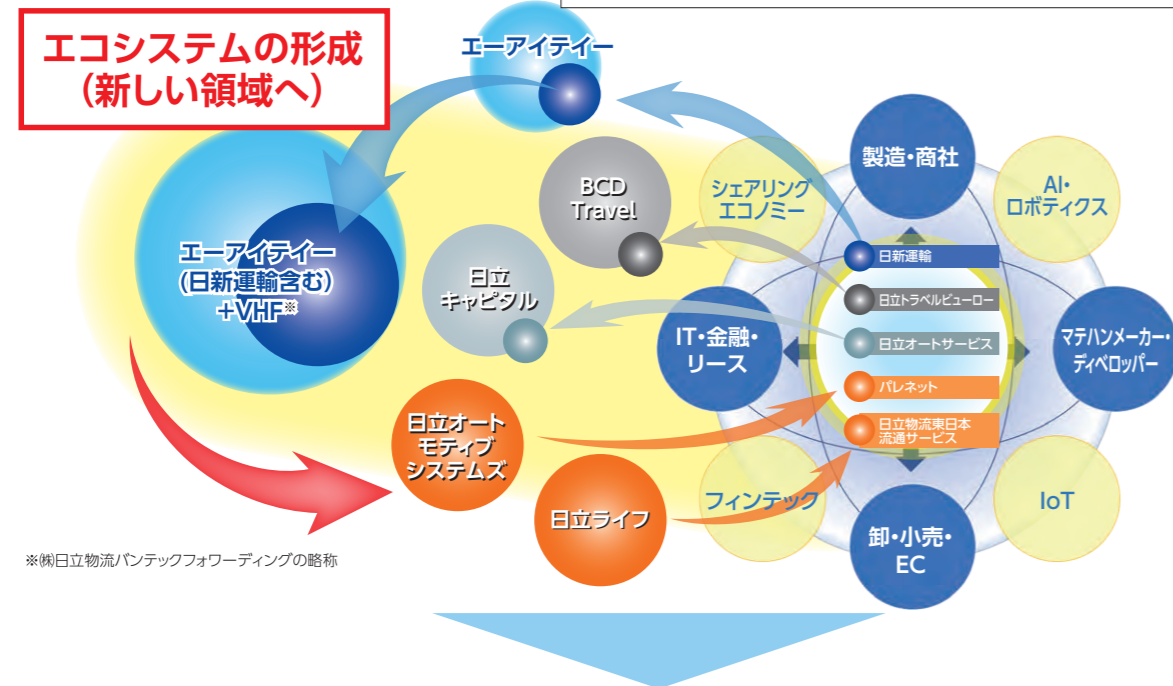 エコシステムの形成
（新しい領域へ）
エーアイテイー
エーアイテイー
（日新運輸含む）
+VHF※
BCD
Travel
日立
キャピタル
日立オート
モティブ
システムズ
日立ライフ
製造・商社
シェアリング
エコノミー
AI・
ロボティクス
日新運輸
日立トラベルビューロー
日立オートサービス
パレネット
日立物流東日本
流通サービス
IT・金融・
リース
マテハンメーカー・
ディベロッパー
フィンテック
IoT
卸・小売・
EC
※㈱日立物流バンテックフォワーディングの略称